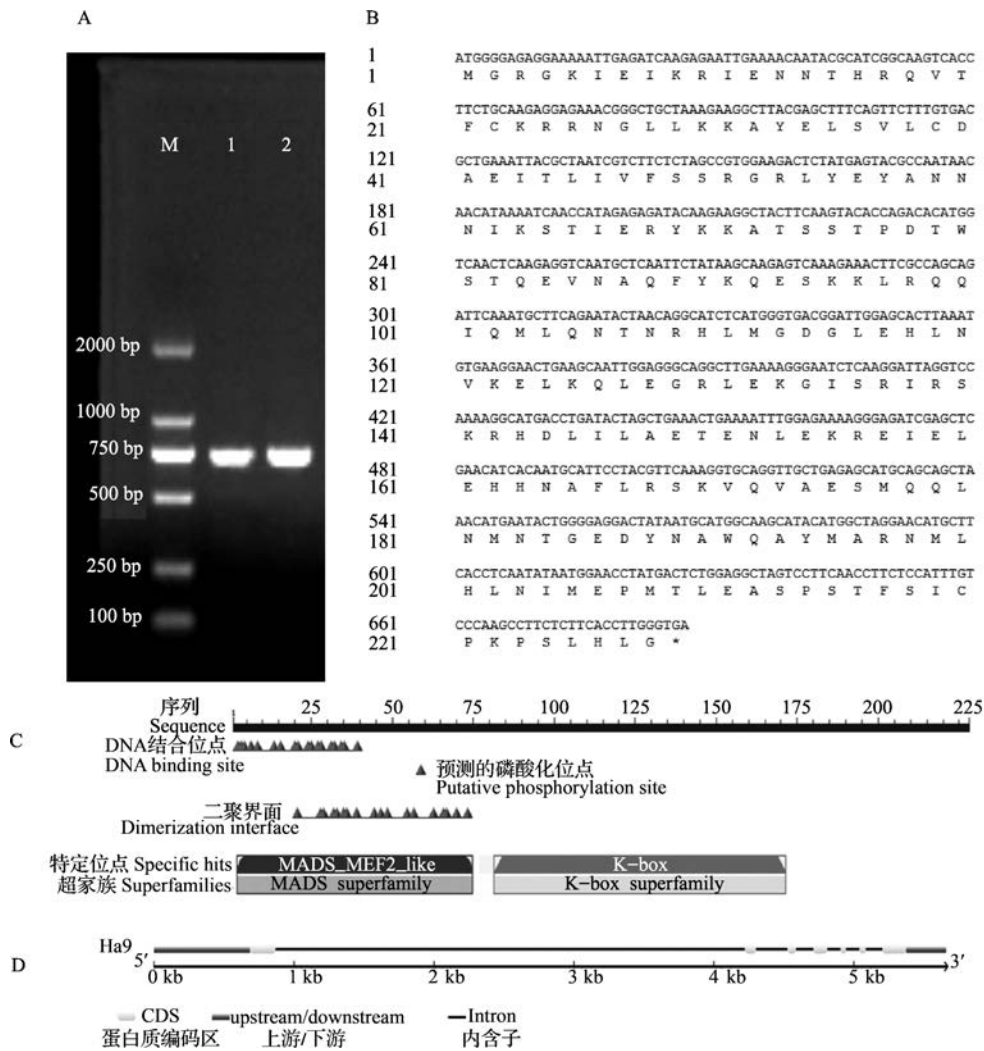 A
M 1 2
2000 bp
1000 bp
750 bp
500 bp
250 bp
100 bp
B
1 ATGGGGAGAGGAAAAATTGAGATCAAGAGAATTGAAAACAATACGCATCGGCAAGTCACC
1 M G R G K I E I K R I E N N T H R Q V T
61 TTCTGCAAGAGGAGAAACGGGCTGCTAAAGAAGGCTTACGAGCTTTCAGTTCTTTGTGAC
21 F C K R R N G L L K K A Y E L S V L C D
121 GCTGAAATTACGCTAATCGTCTTCTCTAGCCGTGGAAGACTCTATGAGTACGCCAATAAC
41 A E I T L I V F S S R G R L Y E Y A N N
181 AACATAAAATCAACCATAGAGAGATACAAGAAGGCTACTTCAAGTACACCAGACACATGG
61 N I K S T I E R Y K K A T S S T P D T W
241 TCAACTCAAGAGGTCAATGCTCAATTCTATAAGCAAGAGTCAAAGAAACTTCGCCAGCAG
81 S T Q E V N A Q F Y K Q E S K K L R Q Q
301 ATTCAAATGCTTCAGAATACTAACAGGCATCTCATGGGTGACGGATTGGAGCACTTAAAT
101 I Q M L Q N T N R H L M G D G L E H L N
361 GTGAAGGAACTGAAGCAATTGGAGGGCAGGCTTGAAAAGGGAATCTCAAGGATTAGGTCC
121 V K E L K Q L E G R L E K G I S R I R S
421 AAAAGGCATGACCTGATACTAGCTGAAACTGAAAATTTGGAGAAAAGGGAGATCGAGCTC
141 K R H D L I L A E T E N L E K R E I E L
481 GAACATCACAATGCATTCCTACGTTCAAAGGTGCAGGTTGCTGAGAGCATGCAGCAGCTA
161 E H H N A F L R S K V Q V A E S M Q Q L
541 AACATGAATACTGGGGAGGACTATAATGCATGGCAAGCATACATGGCTAGGAACATGCTT
181 N M N T G E D Y N A W Q A Y M A R N M L
601 CACCTCAATATAATGGAACCTATGACTCTGGAGGCTAGTCCTTCAACCTTCTCCATTTGT
201 H L N I M E P M T L E A S P S T F S I C
661 CCCAAGCCTTCTCTTCACCTTGGGTGA
221 P K P S L H L G *
C
序列 1 25 50 75 100 125 150 175 200 225
Sequence
DNA结合位点
DNA binding site
预测的磷酸化位点
Putative phosphorylation site
二聚界面
Dimerization interface
特定位点 Specific hits MADS_MEF2_like K-box
超家族 Superfamilies MADS superfamily K-box superfamily
D
Ha9
5′ 3′
0 kb 1 kb 2 kb 3 kb 4 kb 5 kb
CDS upstream/downstream Intron
蛋白质编码区 上游/下游 内含子